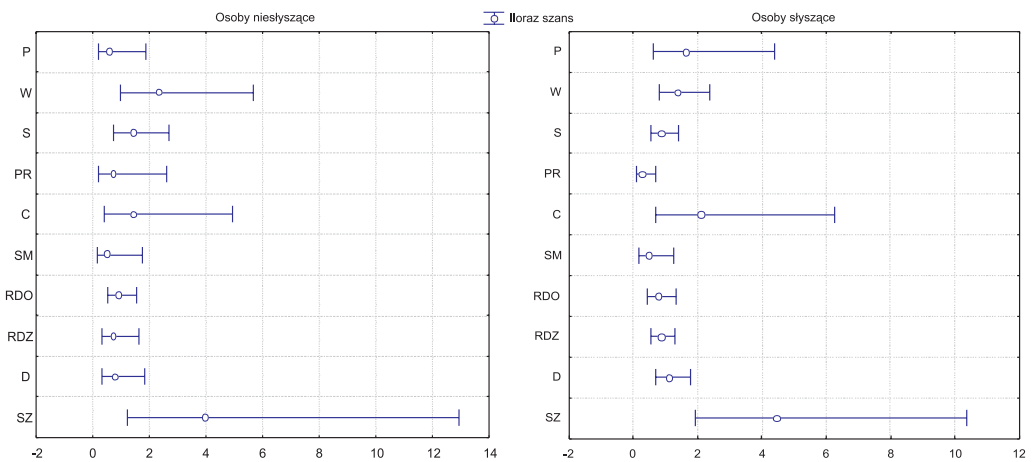 Osoby niesłyszące
Iloraz szans
Osoby słyszące
P
W
S
PR
C
SM
RDO
RDZ
D
SZ
-2 0 2 4 6 8 10 12 14
P
W
S
PR
C
SM
RDO
RDZ
D
SZ
-2 0 2 4 6 8 10 12